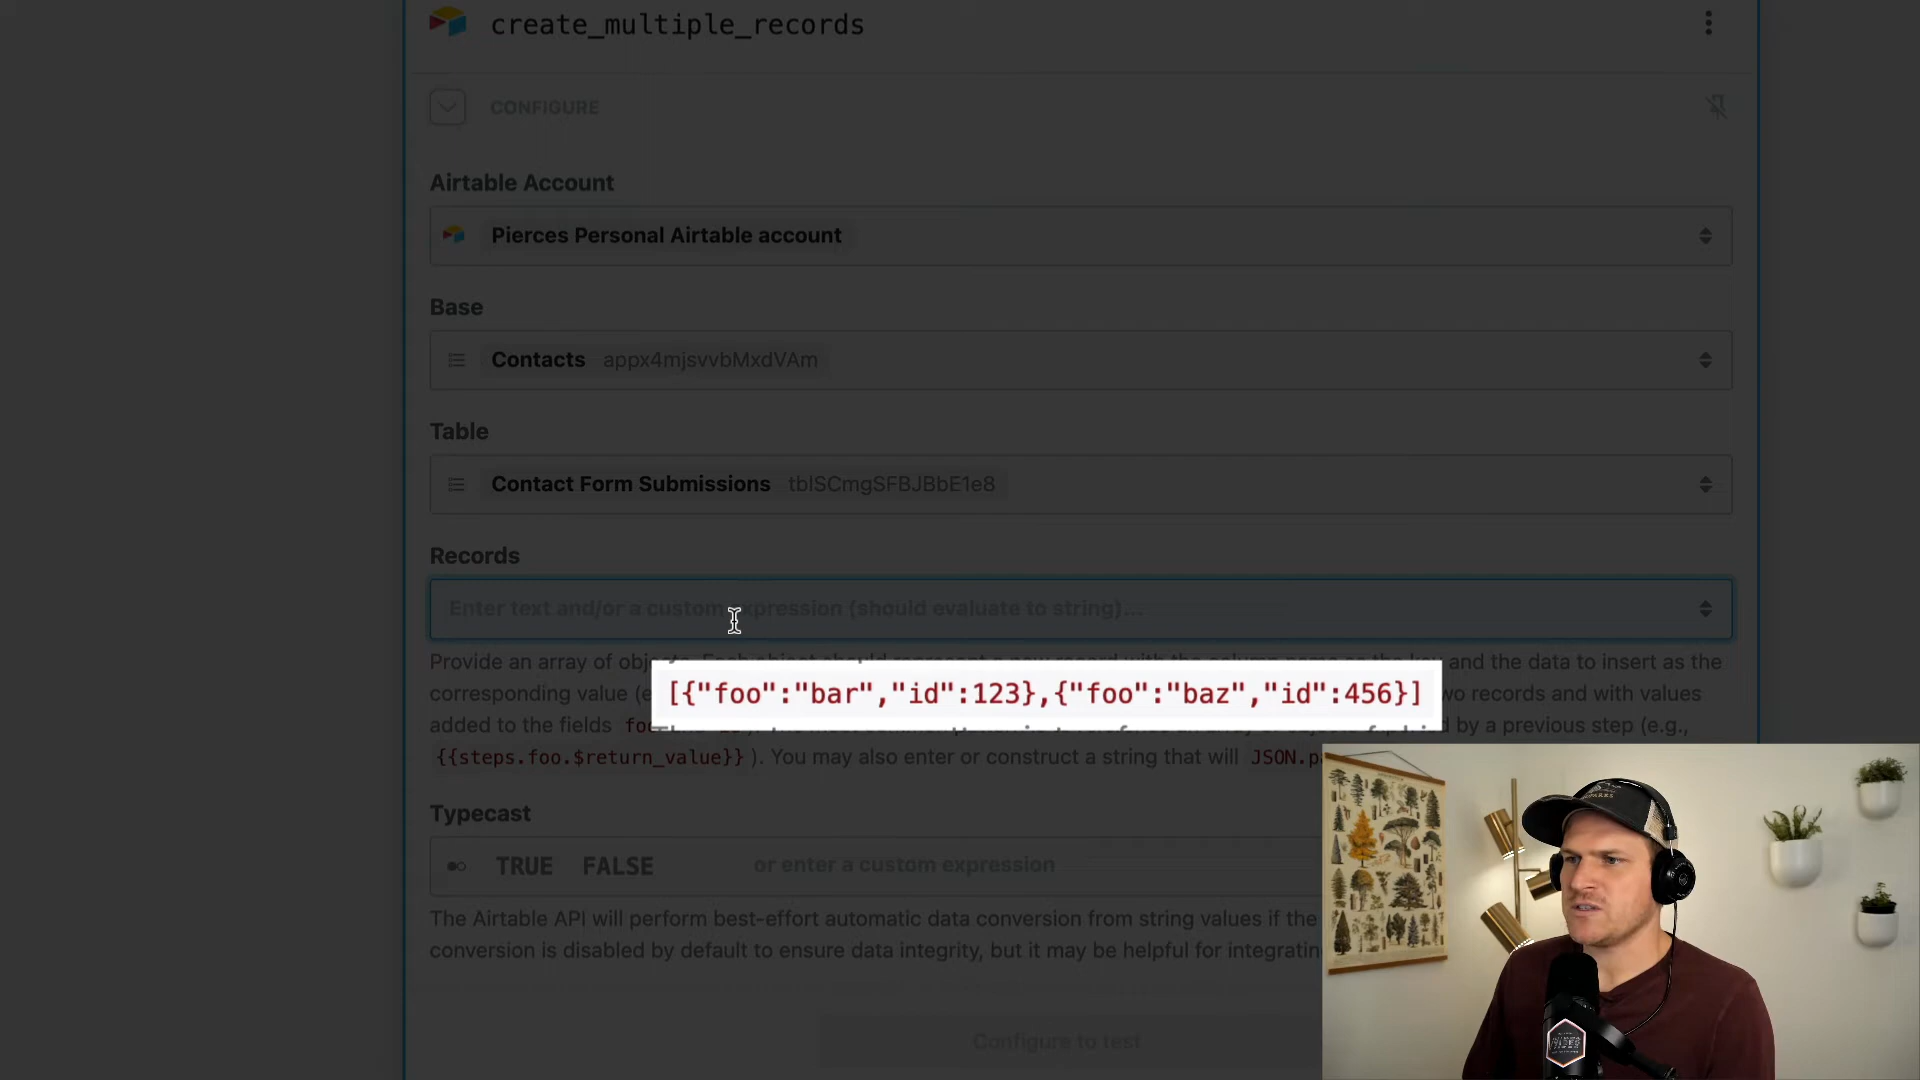 create_multiple_records
CONFIGURE
Airtable Account
Pierces Personal Airtable account
Base
Contacts appx4mjsvvbMxdVAm
Table
Contact Form Submissions tblSCmgSFBJBbE1e8
Records
Enter text and/or a custom expression (should evaluate to string)...
Provide an array of objects. Each object should represent a new record with the column name as the key and the data to insert as the
corresponding value (e
[{"foo":"bar","id":123},{"foo":"baz","id":456}]
wo records and with values
added to the fields foo
d by a previous step (e.g.,
{{steps.foo.$return_value}} ). You may also enter or construct a string that will JSON.pa
Typecast
TRUE FALSE or enter a custom expression
The Airtable API will perform best-effort automatic data conversion from string values if the
conversion is disabled by default to ensure data integrity, but it may be helpful for integratin
Configure to test